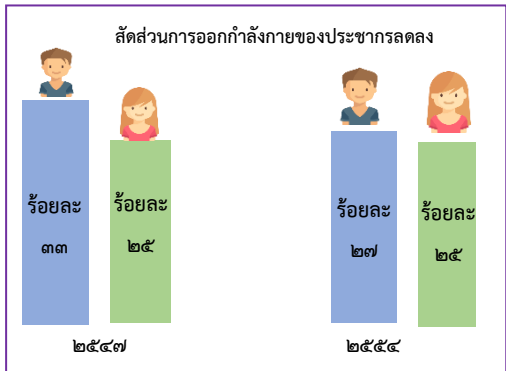 สัดส่วนการออกกำลังกายของประชากรลดลง
ร้อยละ
๓๓
ร้อยละ
๒๕
ร้อยละ
๒๗
ร้อยละ
๒๕
๒๕๔๗
๒๕๕๔